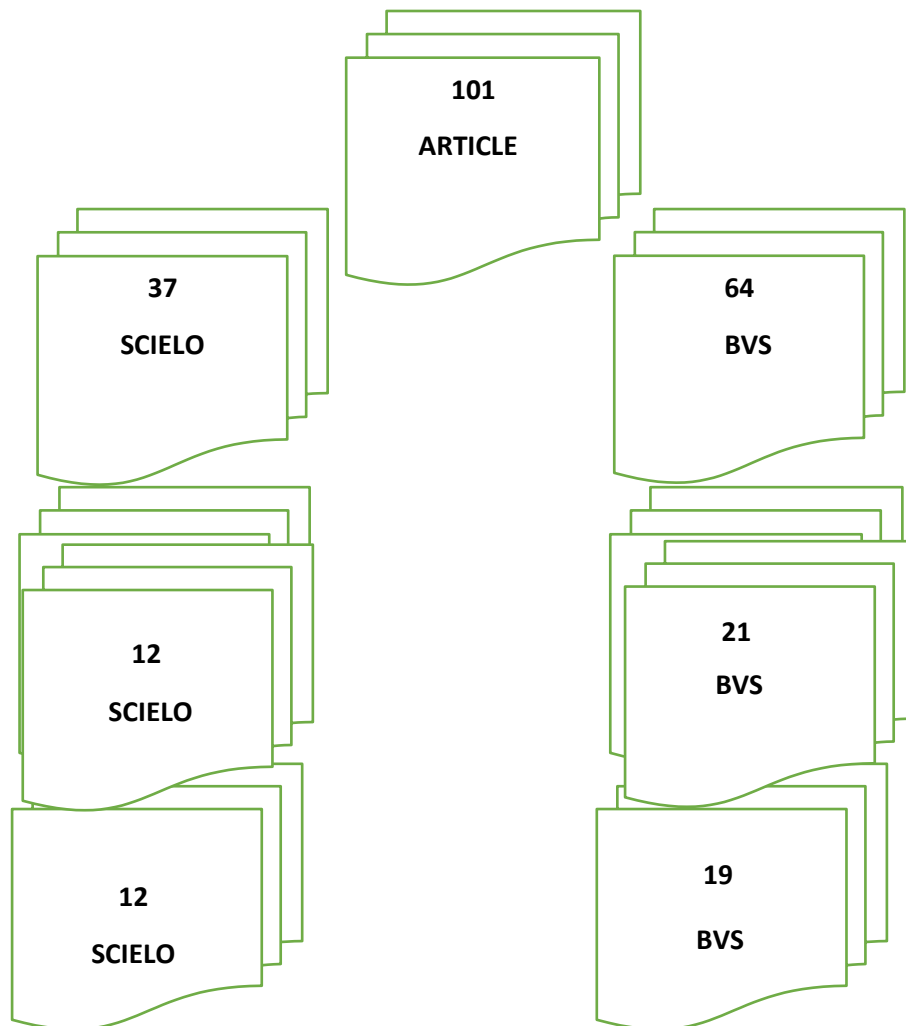 101
ARTICLE
37
SCIELO
64
BVS
12
SCIELO
21
BVS
12
SCIELO
19
BVS